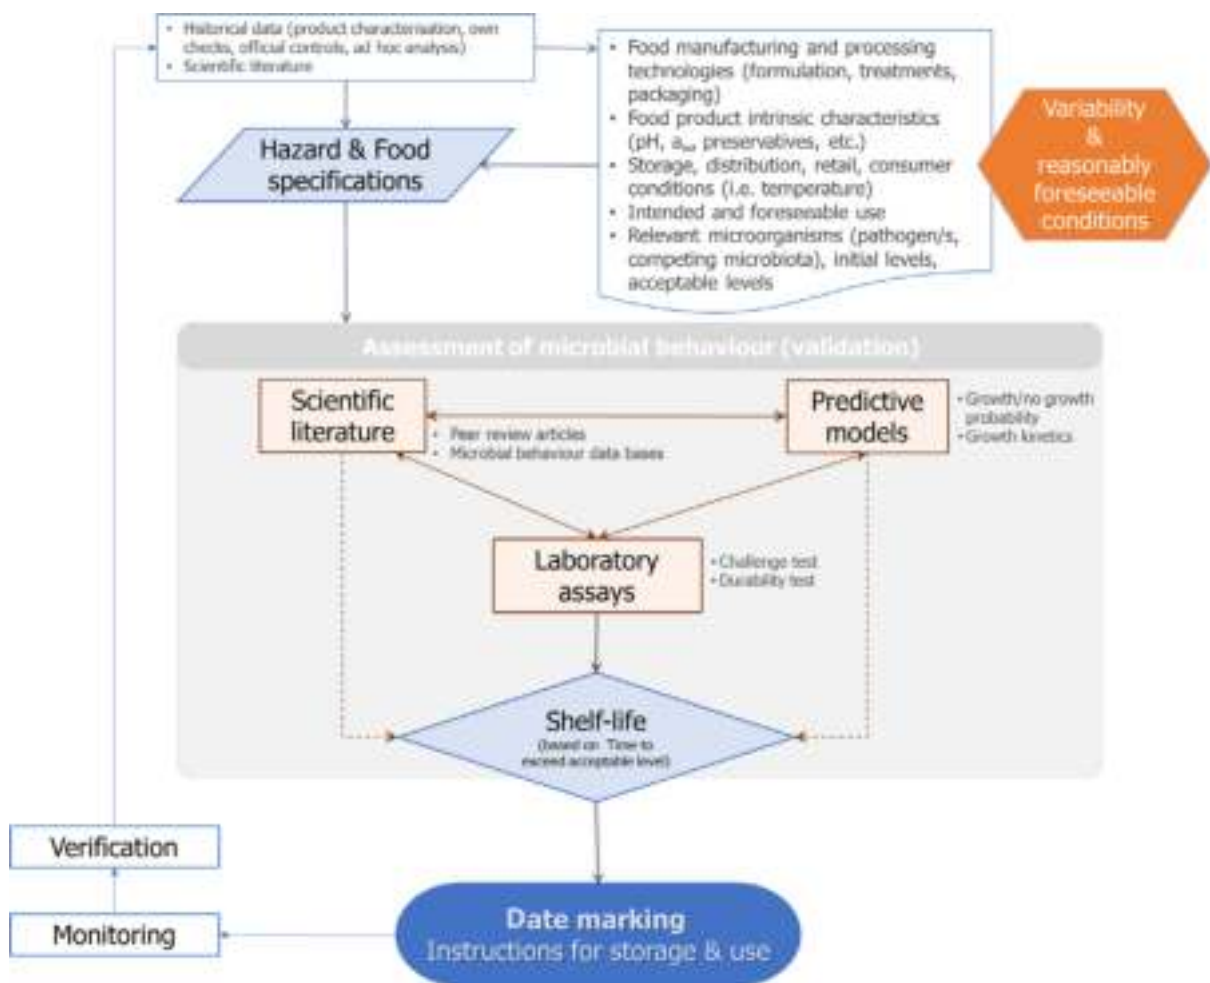 • Historical data (product characterisation, own
checks, official controls, ad hoc analysis)
• Scientific literature
• Food manufacturing and processing
technologies (formulation, treatments,
packaging)
• Food product intrinsic characteristics
(pH, aw, preservatives, etc.)
• Storage, distribution, retail, consumer
conditions (i.e. temperature)
• Intended and foreseeable use
• Relevant microorganisms (pathogen/s,
competing microbiota), initial levels,
acceptable levels
Variability
&
reasonably
foreseeable
conditions
Hazard & Food
specifications
Assessment of microbial behaviour (validation)
Scientific
literature
• Peer review articles
• Microbial behaviour data bases
Predictive
models
• Growth/no growth
probability
• Growth kinetics
Laboratory
assays
• Challenge test
• Durability test
Shelf-life
(based on Time to
exceed acceptable level)
Verification
Monitoring
Date marking
Instructions for storage & use